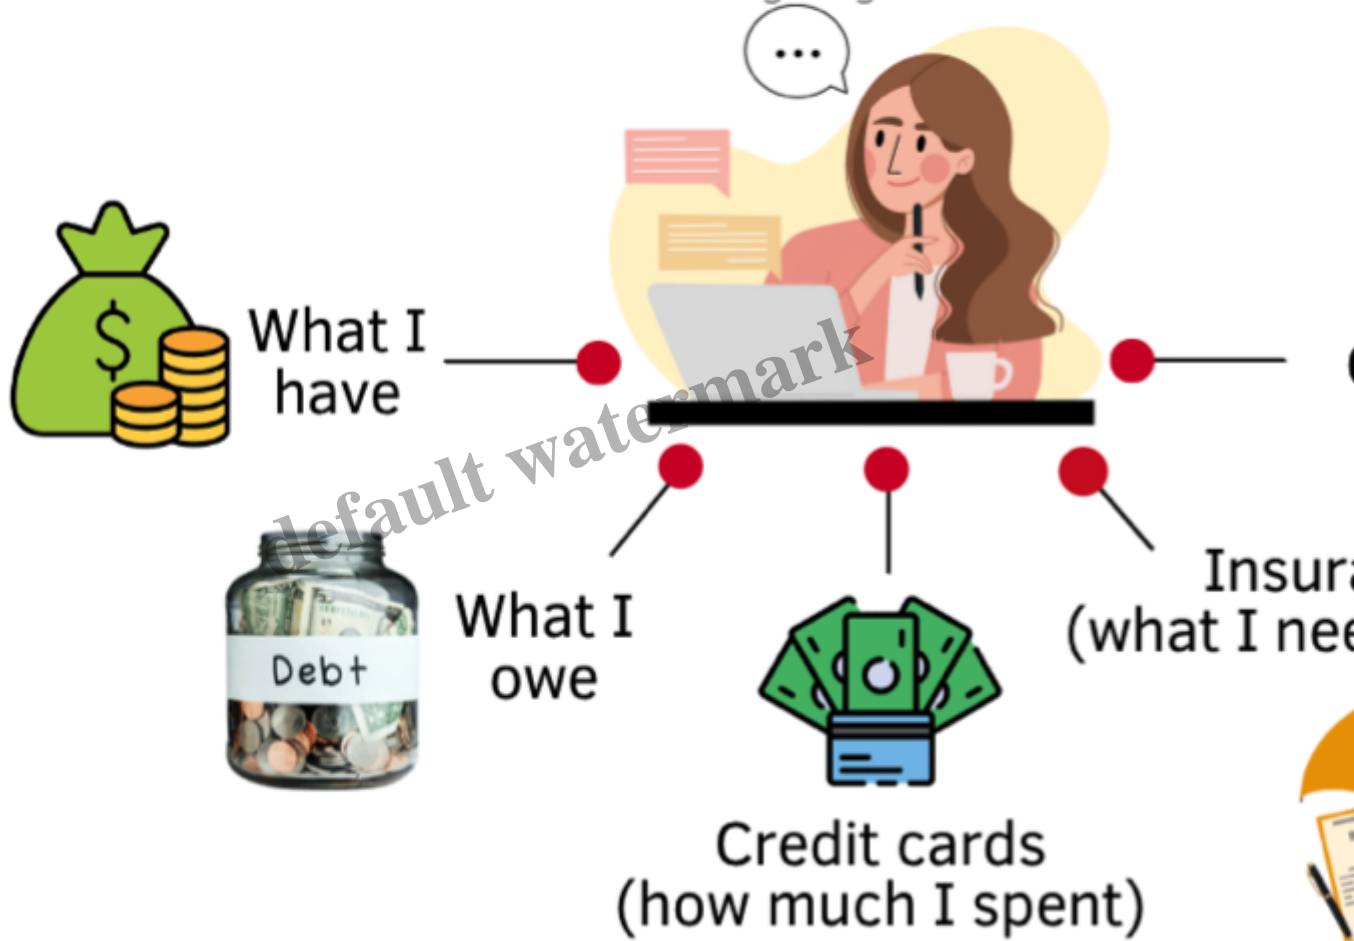 What I
have
default watermark
What I
owe
Debt
Credit cards
(how much I spent)